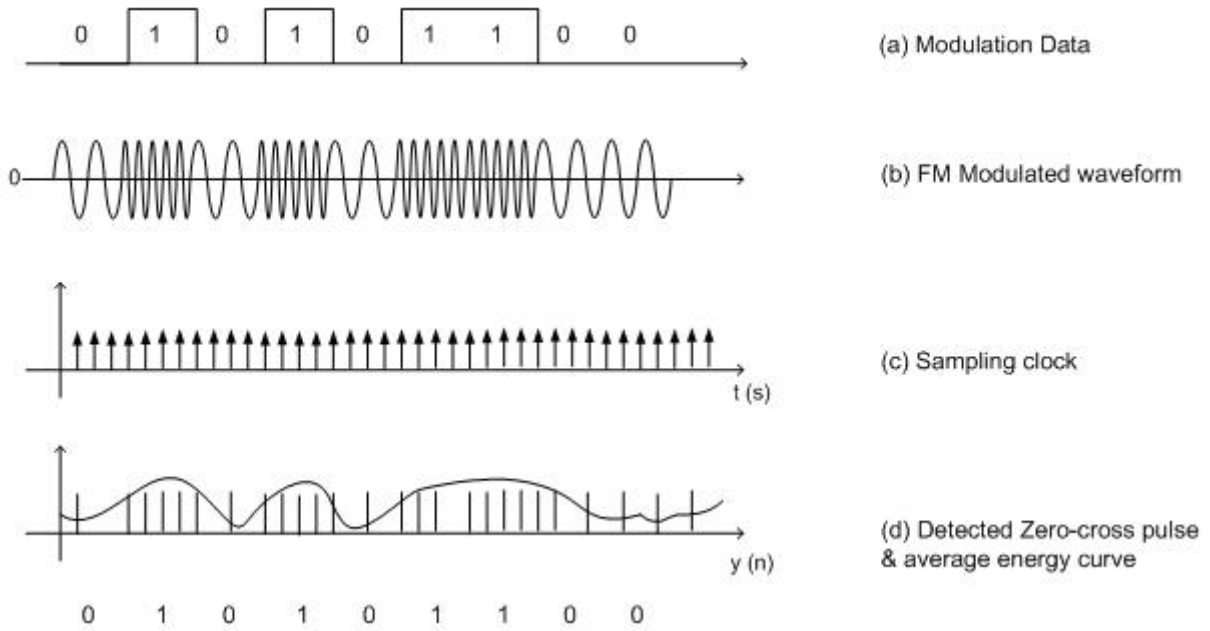 0 1 0 1 0 1 1 0 0
(a) Modulation Data
0
(b) FM Modulated waveform
(c) Sampling clock
t (s)
(d) Detected Zero-cross pulse
& average energy curve
y (n)
0 1 0 1 0 1 1 0 0